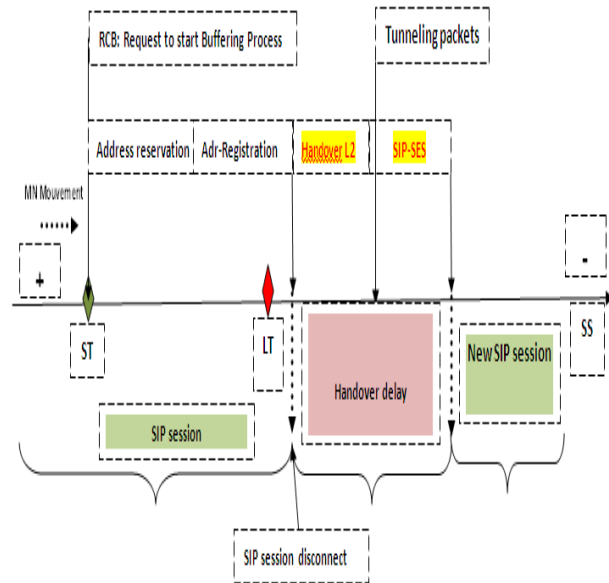 RCB: Request to start Buffering Process
Tunneling packets
Address reservation
Adr-Registration
Handover L2
SIP-SES
MN Mouvement
+
-
ST
LT
SS
New SIP session
Handover delay
SIP session
SIP session disconnect